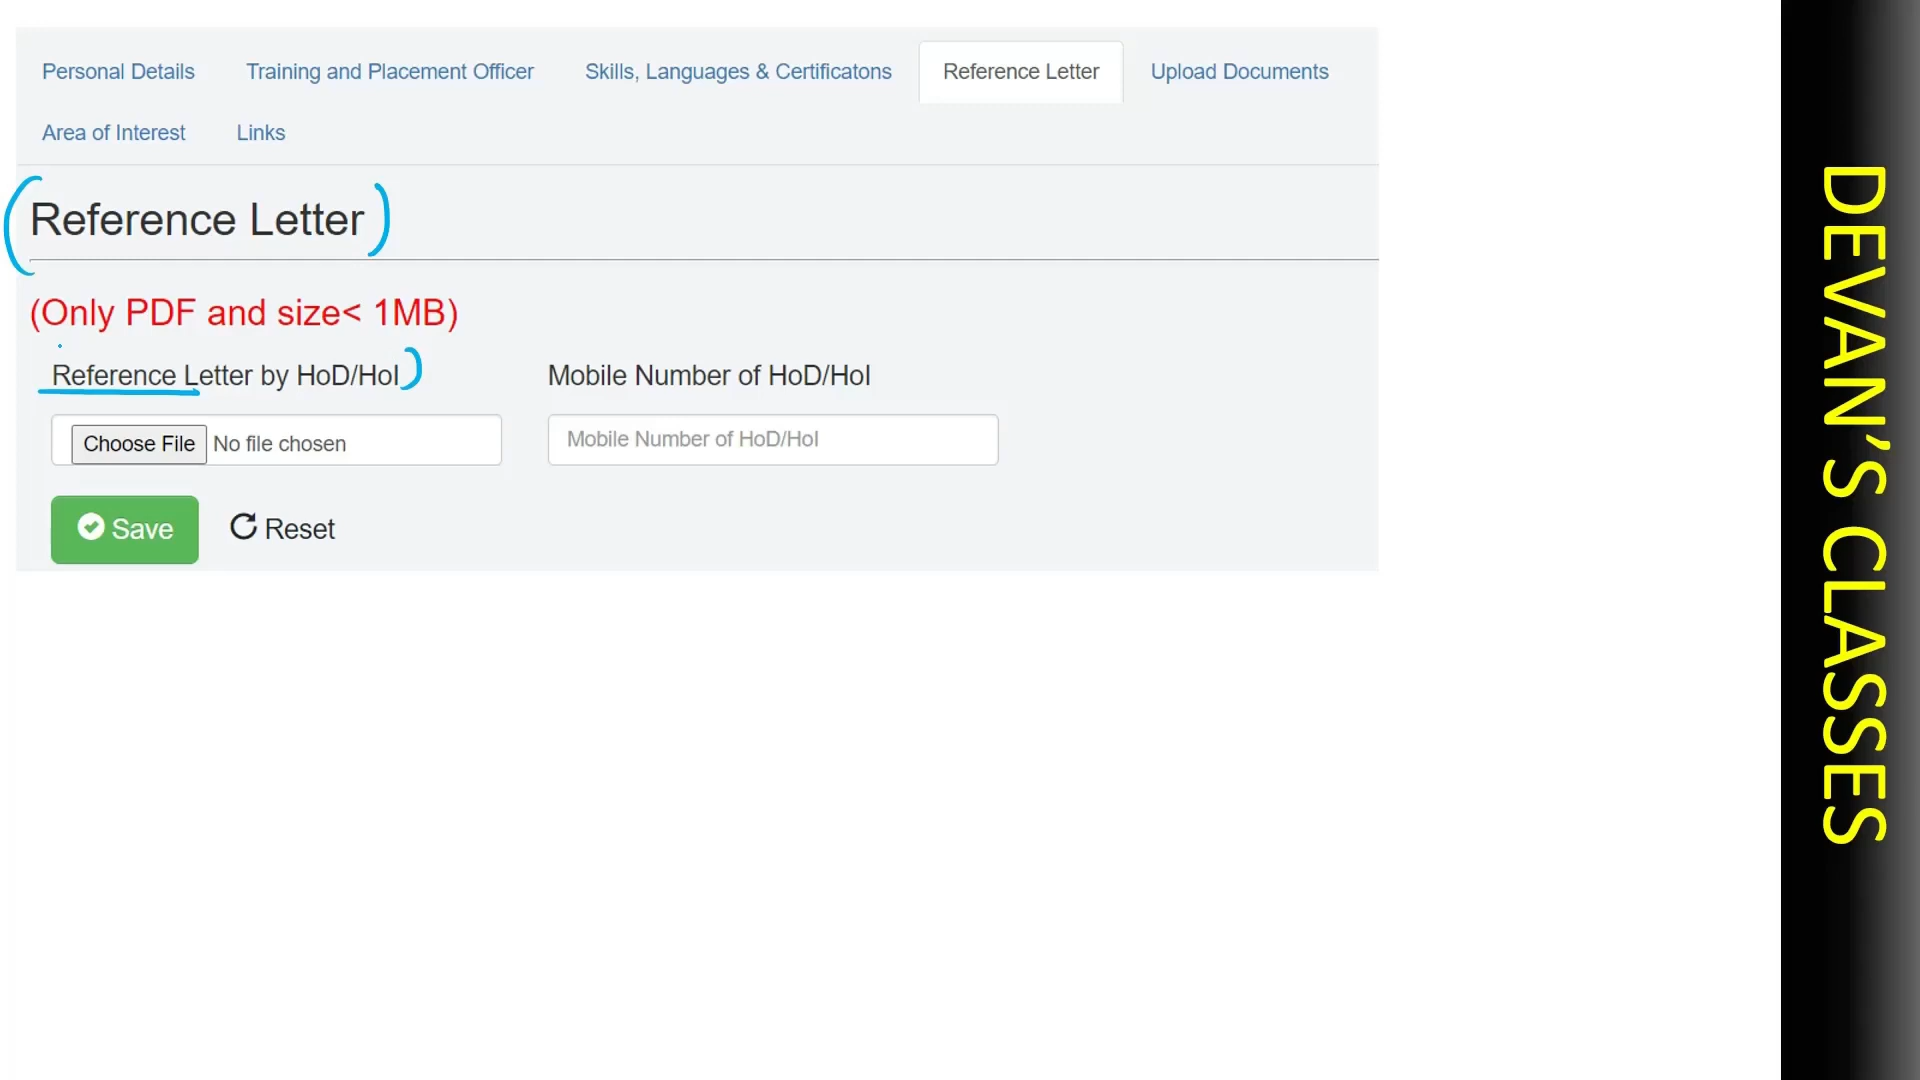 Personal Details Training and Placement Officer Skills, Languages & Certificatons Reference Letter Upload Documents
Area of Interest Links
Reference Letter
(Only PDF and size< 1MB)
Reference Letter by HoD/HoI Mobile Number of HoD/HoI
Choose File No file chosen Mobile Number of HoD/HoI
Save Reset
DEVAN'S CLASSES